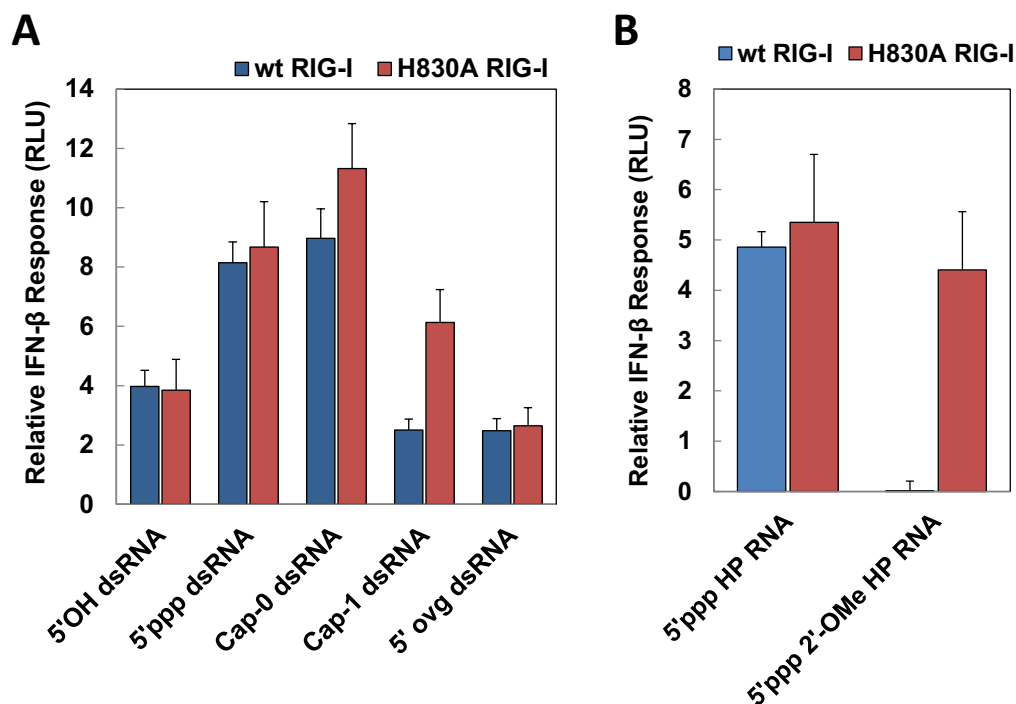 A
wt RIG-I
H830A RIG-I
Relative IFN-β Response (RLU)
14
12
10
8
6
4
2
0
5'OH dsRNA
5'ppp dsRNA
Cap-0 dsRNA
Cap-1 dsRNA
5' ovg dsRNA
B
wt RIG-I
H830A RIG-I
Relative IFN-β Response (RLU)
8
7
6
5
4
3
2
1
0
5'ppp HP RNA
5'ppp 2'-OMe HP RNA